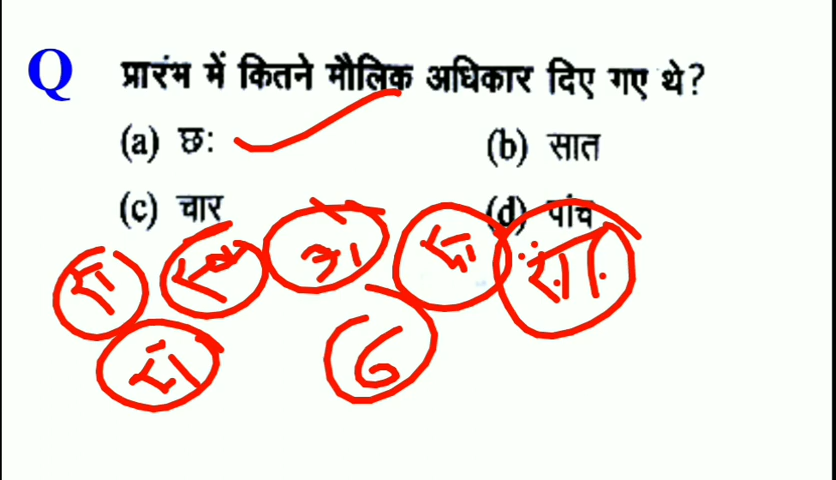 Q प्रारंभ में कितने मौलिक अधिकार दिए गए थे?
(a) छः (b) सात
(c) चार (d) पांच
6